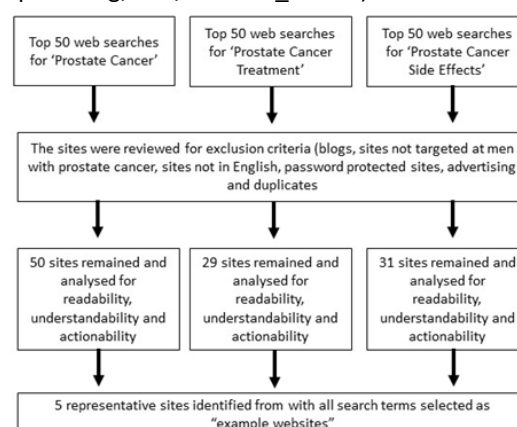 Top 50 web searches
for ‘Prostate Cancer’
Top 50 web searches
for ‘Prostate Cancer
Treatment’
Top 50 web searches
for ‘Prostate Cancer
Side Effects’
The sites were reviewed for exclusion criteria (blogs, sites not targeted at men
with prostate cancer, sites not in English, password protected sites, advertising
and duplicates
50 sites remained and
analysed for
readability,
understandability and
actionability
29 sites remained and
analysed for
readability,
understandability and
actionability
31 sites remained and
analysed for
readability,
understandability and
actionability
5 representative sites identified from with all search terms selected as
“example websites”